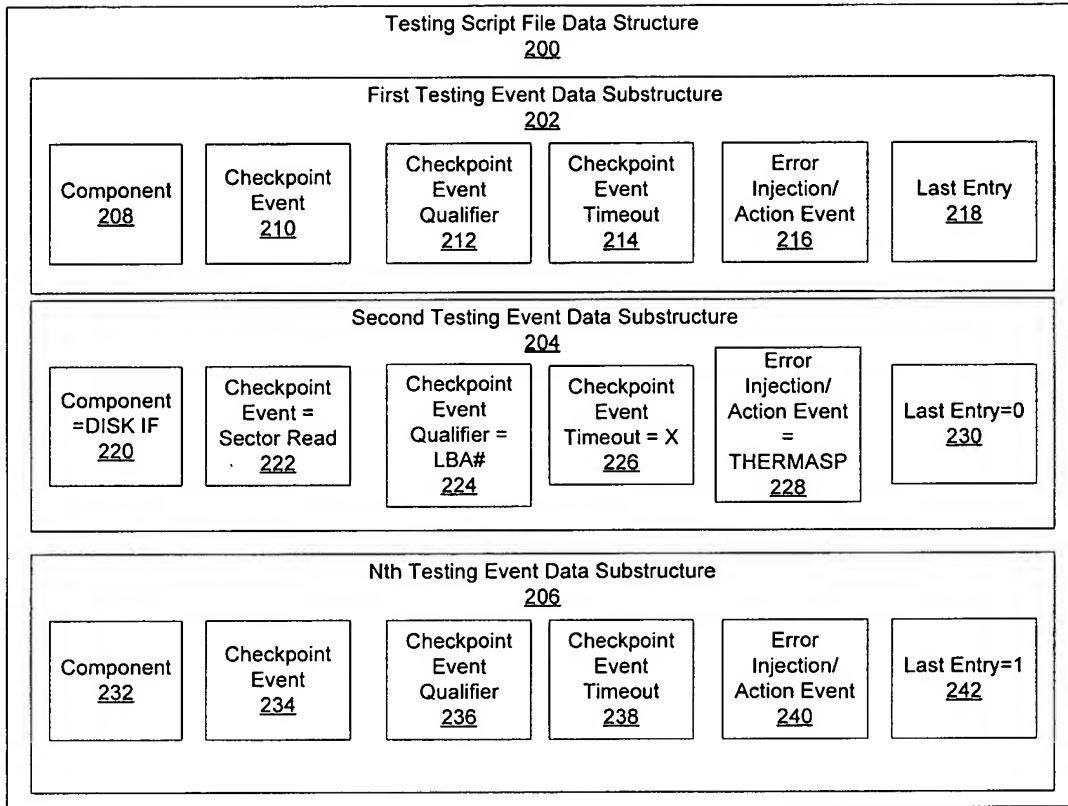 Testing Script File Data Structure
200
First Testing Event Data Substructure
202
Component
208
Checkpoint
Event
210
Checkpoint
Event
Qualifier
212
Checkpoint
Event
Timeout
214
Error
Injection/
Action Event
216
Last Entry
218
Second Testing Event Data Substructure
204
Component
=DISK IF
220
Checkpoint
Event =
Sector Read
222
Checkpoint
Event
Qualifier =
LBA#
224
Checkpoint
Event
Timeout = X
226
Error
Injection/
Action Event
=
THERMASP
228
Last Entry=0
230
Nth Testing Event Data Substructure
206
Component
232
Checkpoint
Event
234
Checkpoint
Event
Qualifier
236
Checkpoint
Event
Timeout
238
Error
Injection/
Action Event
240
Last Entry=1
242